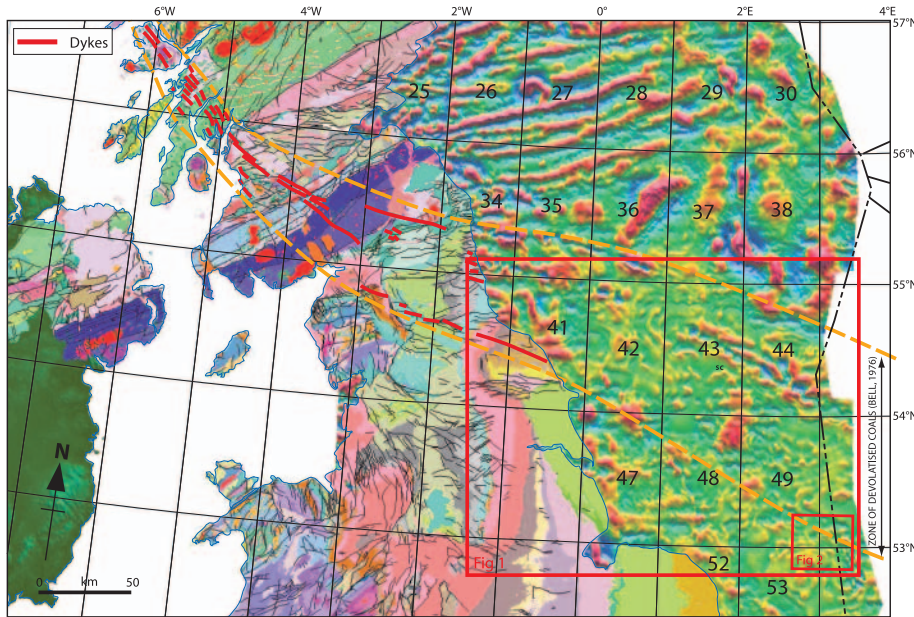 6°W
4°W
2°W
0°
2°E
4°E
57°N
Dykes
25
26
27
28
29
30
56°N
34
35
36
37
38
55°N
41
42
43
44
sc
54°N
ZONE OF DEVOLATISED COALS (BELL, 1976)
N
47
48
49
53°N
Fig 1
52
Fig 2
0 km 50
53